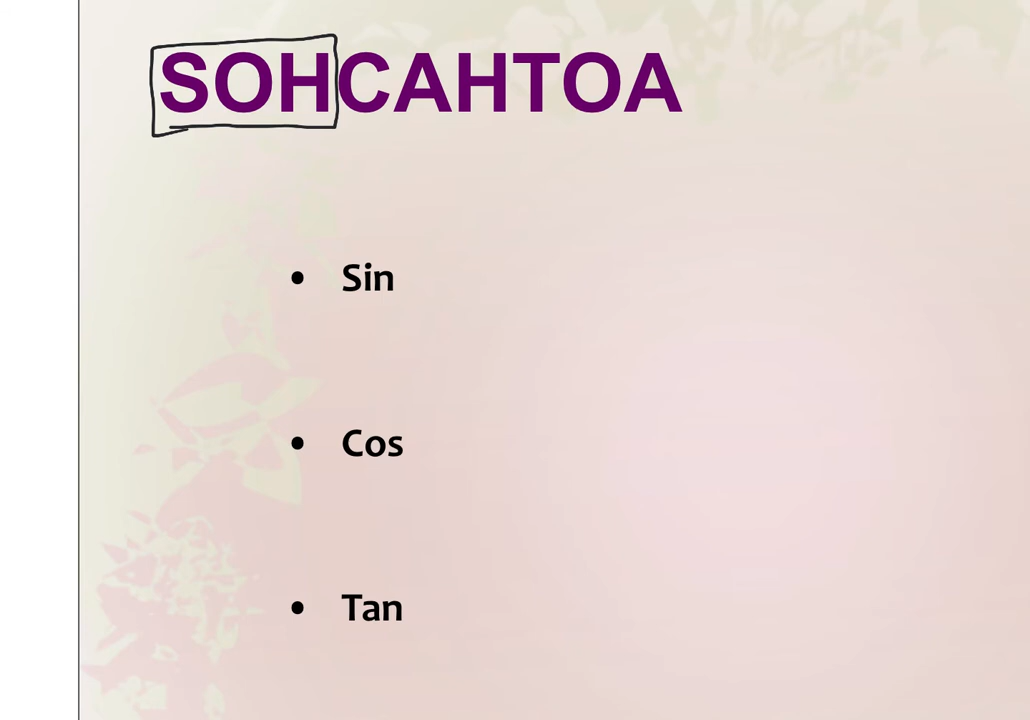 SOHCAHTOA
• Sin
• Cos
• Tan